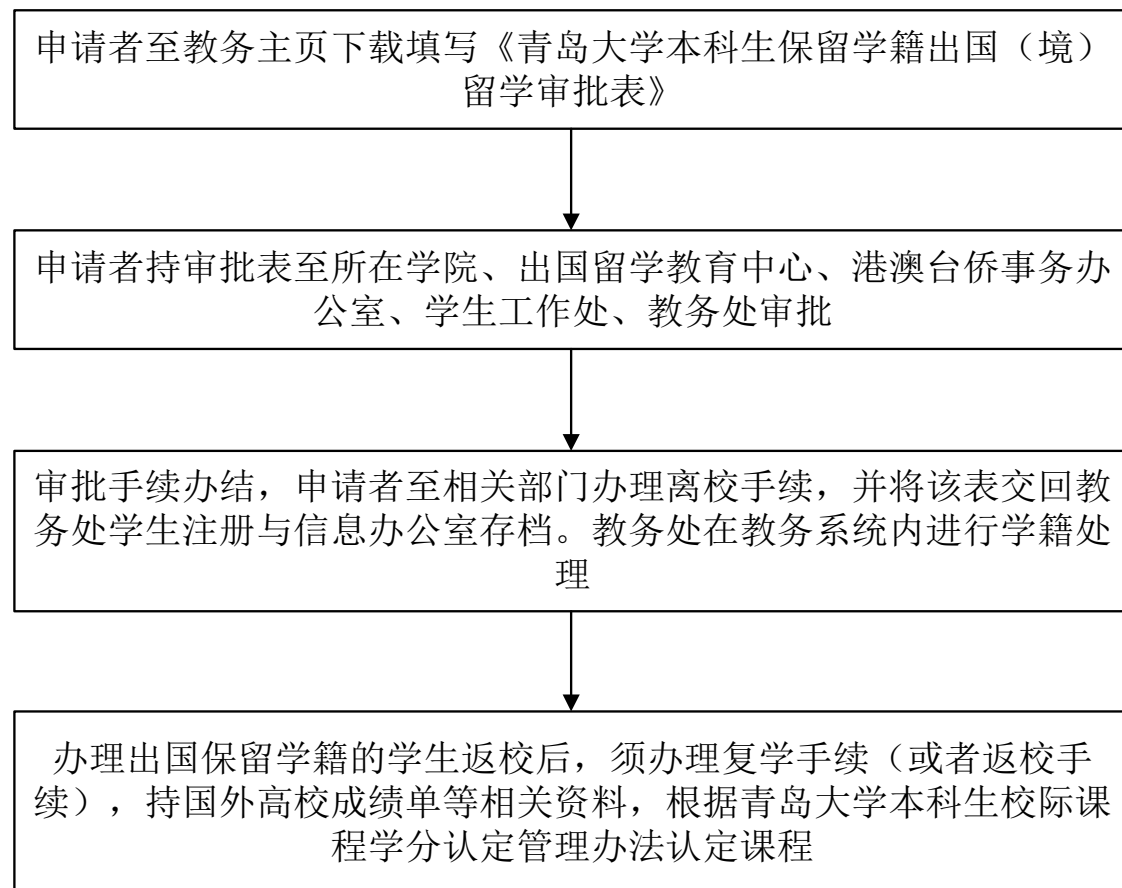 申请者至教务主页下载填写《青岛大学本科生保留学籍出国（境）
留学审批表》
申请者持审批表至所在学院、出国留学教育中心、港澳台侨事务办
公室、学生工作处、教务处审批
审批手续办结，申请者至相关部门办理离校手续，并将该表交回教
务处学生注册与信息办公室存档。教务处在教务系统内进行学籍处
理
办理出国保留学籍的学生返校后，须办理复学手续（或者返校手
续），持国外高校成绩单等相关资料，根据青岛大学本科生校际课
程学分认定管理办法认定课程